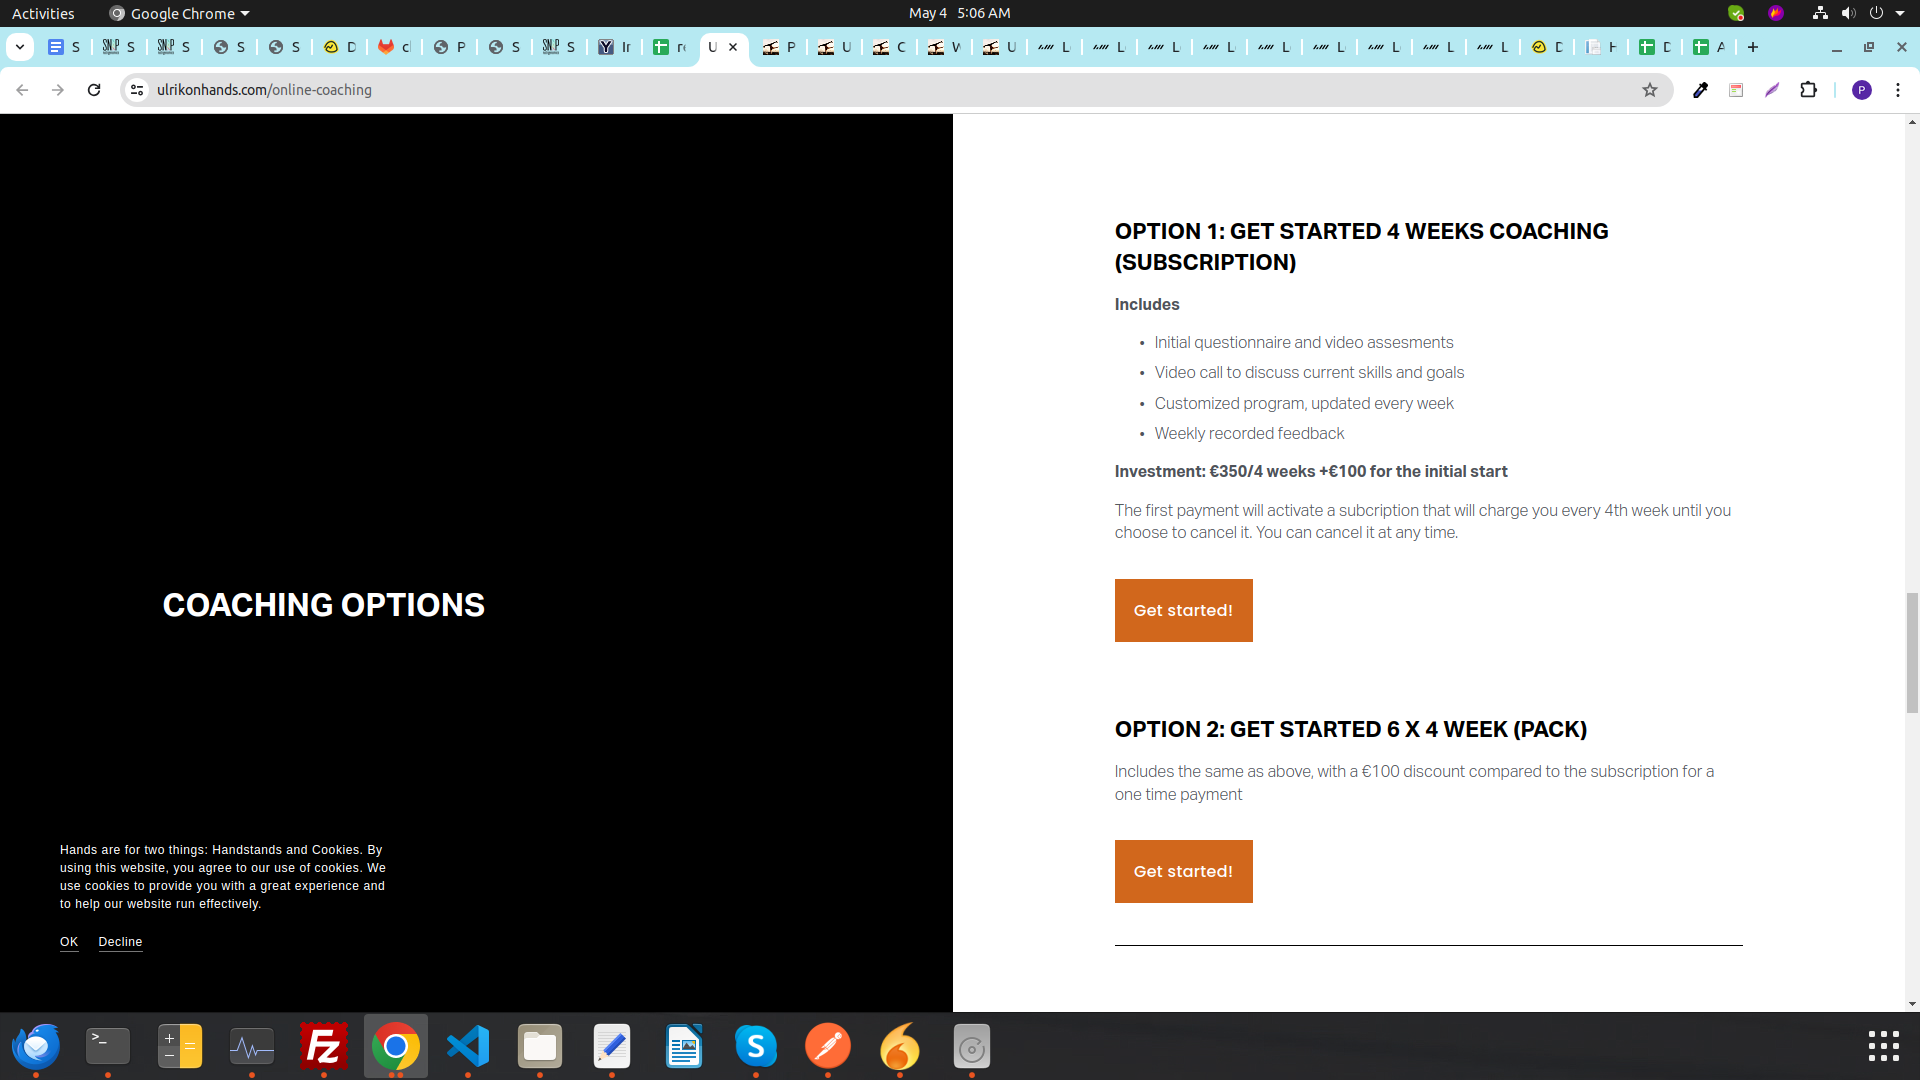 Activities
Google Chrome
May 4 5:06 AM
ulrikonhands.com/online-coaching
COACHING OPTIONS
Hands are for two things: Handstands and Cookies. By
using this website, you agree to our use of cookies. We
use cookies to provide you with a great experience and
to help our website run effectively.
OK
Decline
OPTION 1: GET STARTED 4 WEEKS COACHING
(SUBSCRIPTION)
Includes
• Initial questionnaire and video assesments
• Video call to discuss current skills and goals
• Customized program, updated every week
• Weekly recorded feedback
Investment: €350/4 weeks +€100 for the initial start
The first payment will activate a subcription that will charge you every 4th week until you
choose to cancel it. You can cancel it at any time.
Get started!
OPTION 2: GET STARTED 6 X 4 WEEK (PACK)
Includes the same as above, with a €100 discount compared to the subscription for a
one time payment
Get started!